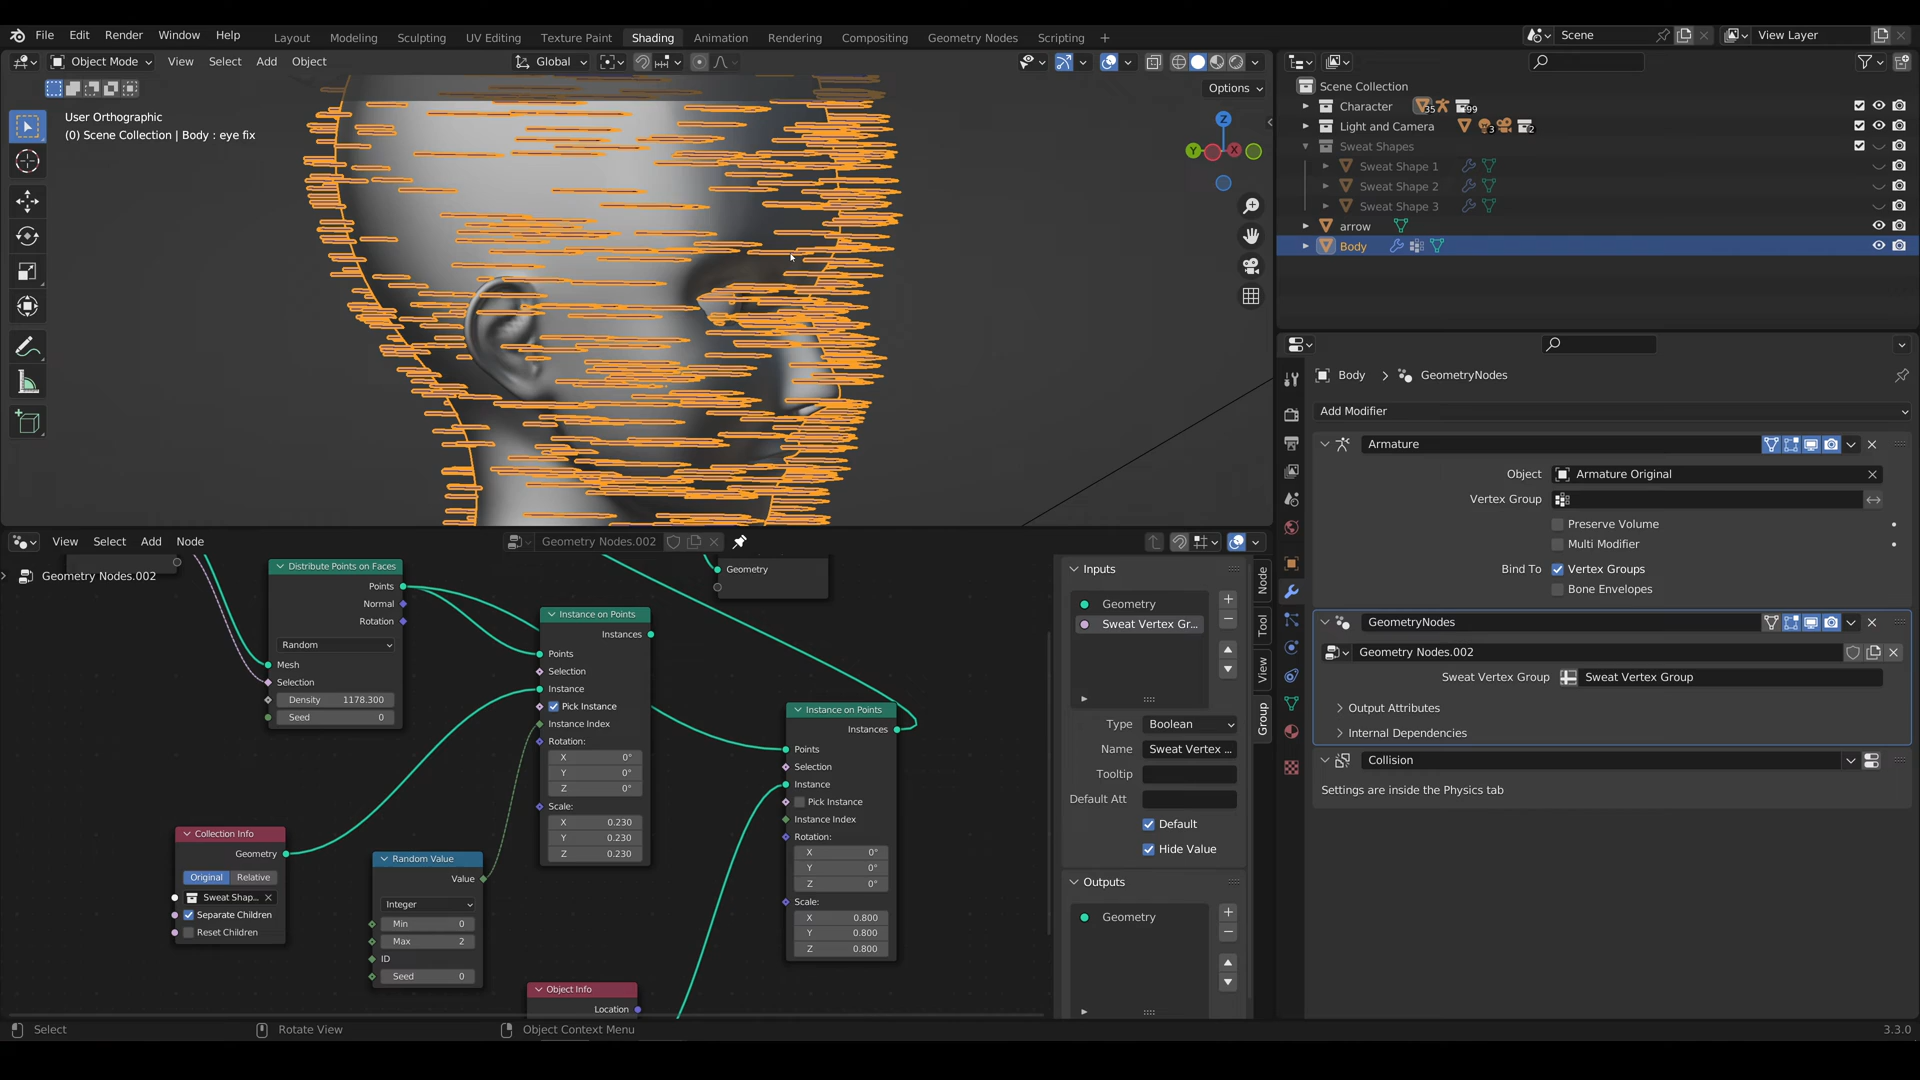 File Edit Render Window Help Layout Modeling Sculpting UV Editing Texture Paint Shading Animation Rendering Compositing Geometry Nodes Scripting + Scene View Layer
Object Mode View Select Add Object Global
Options
User Orthographic
(0) Scene Collection | Body : eye fix
Z
Y X
Scene Collection
Character 35 99
Light and Camera 3 2
Sweat Shapes
Sweat Shape 1
Sweat Shape 2
Sweat Shape 3
arrow
Body
Body > GeometryNodes
Add Modifier
Armature
Object Armature Original
Vertex Group
Preserve Volume
Multi Modifier
Bind To Vertex Groups
Bone Envelopes
GeometryNodes
Geometry Nodes.002
Sweat Vertex Group Sweat Vertex Group
Output Attributes
Internal Dependencies
Collision
Settings are inside the Physics tab
View Select Add Node Geometry Nodes.002
Geometry Nodes.002
Distribute Points on Faces
Points
Normal
Rotation
Random
Mesh
Selection
Density 1178.300
Seed 0
Instance on Points
Instances
Points
Selection
Instance
Pick Instance
Instance Index
Rotation:
X 0°
Y 0°
Z 0°
Scale:
X 0.230
Y 0.230
Z 0.230
Geometry
Instance on Points
Instances
Points
Selection
Instance
Pick Instance
Instance Index
Rotation:
X 0°
Y 0°
Z 0°
Scale:
X 0.800
Y 0.800
Z 0.800
Collection Info
Geometry
Original Relative
Sweat Shap...
Separate Children
Reset Children
Random Value
Value
Integer
Min 0
Max 2
ID
Seed 0
Object Info
Location
Inputs
Geometry
Sweat Vertex Gr...
Type Boolean
Name Sweat Vertex ...
Tooltip
Default Att
Default
Hide Value
Outputs
Geometry
Node
Tool
View
Group
Select Rotate View Object Context Menu 3.3.0